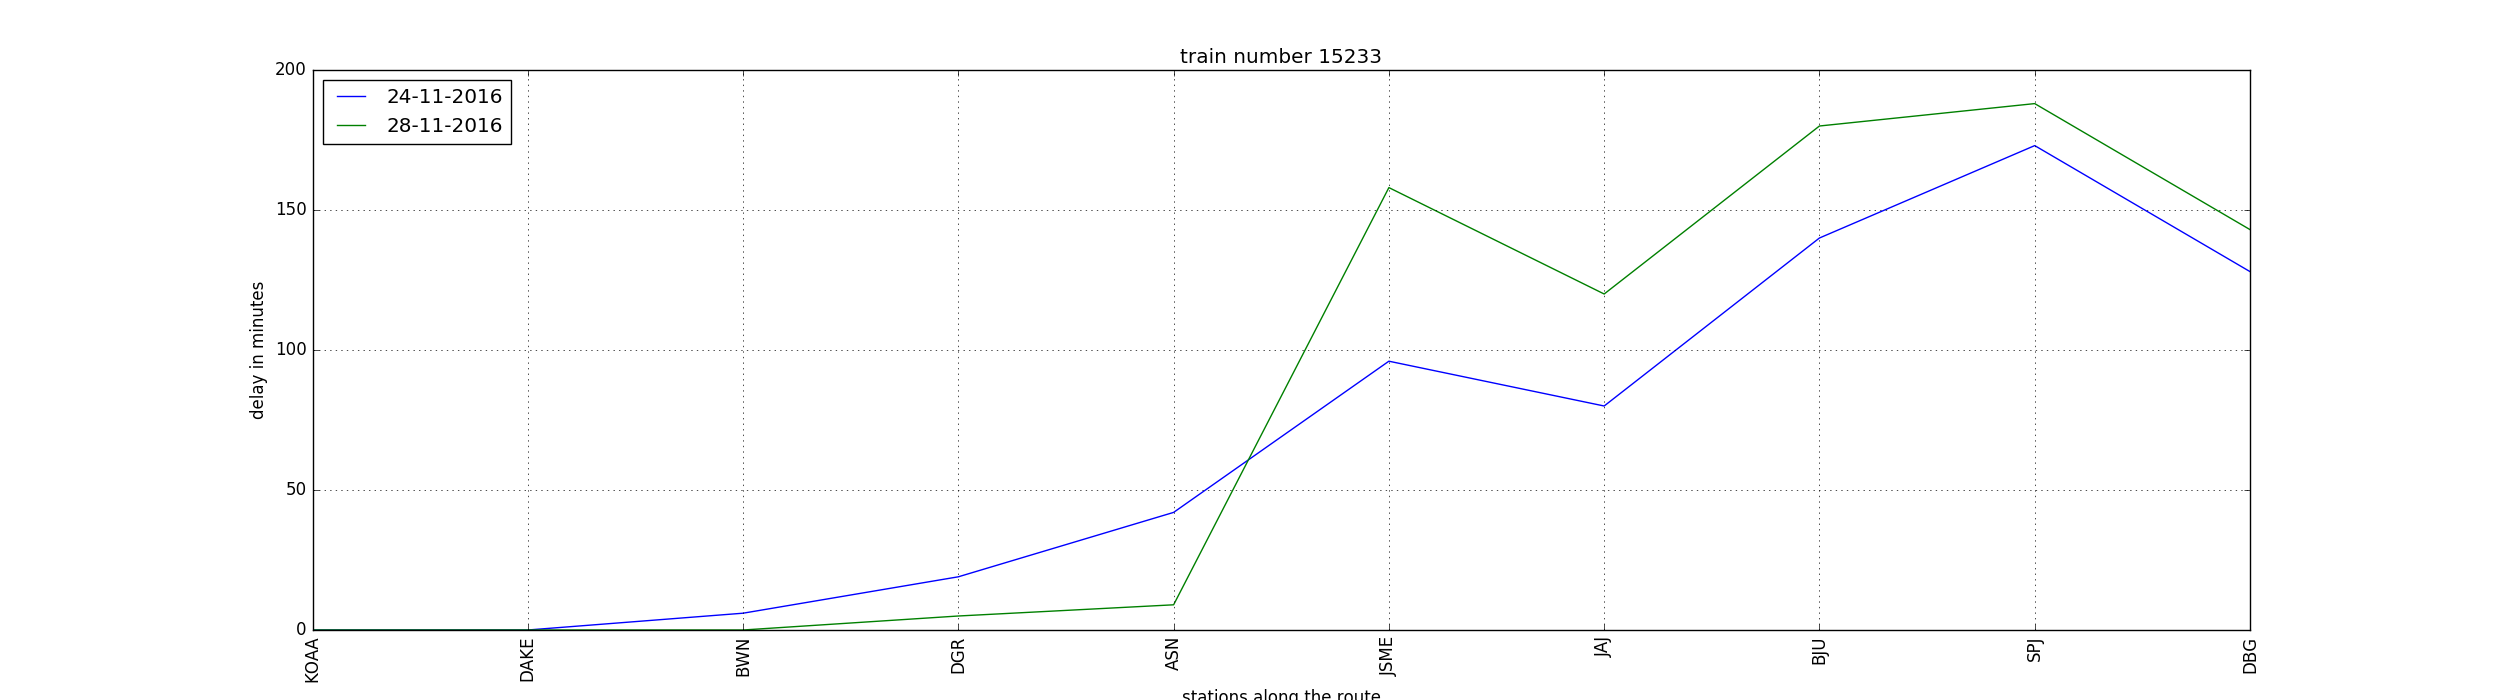 train number 15233
24-11-2016
28-11-2016
200
150
100
50
0
delay in minutes
KOAA
DAKE
BWN
DGR
ASN
JSME
JAJ
BJU
SPJ
DBG
stations along the route